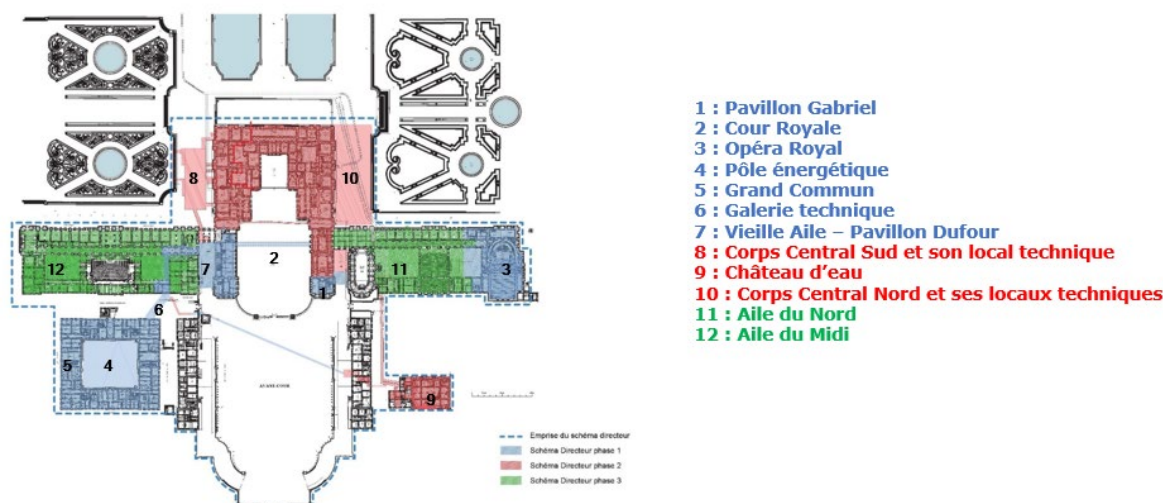 8
10
12
7
2
11
3
1
6
5
4
AVANT-COUR
9
1 : Pavillon Gabriel
2 : Cour Royale
3 : Opéra Royal
4 : Pôle énergétique
5 : Grand Commun
6 : Galerie technique
7 : Vieille Aile – Pavillon Dufour
8 : Corps Central Sud et son local technique
9 : Château d’eau
10 : Corps Central Nord et ses locaux techniques
11 : Aile du Nord
12 : Aile du Midi
Emprise du schéma directeur
Schéma Directeur phase 1
Schéma Directeur phase 2
Schéma Directeur phase 3